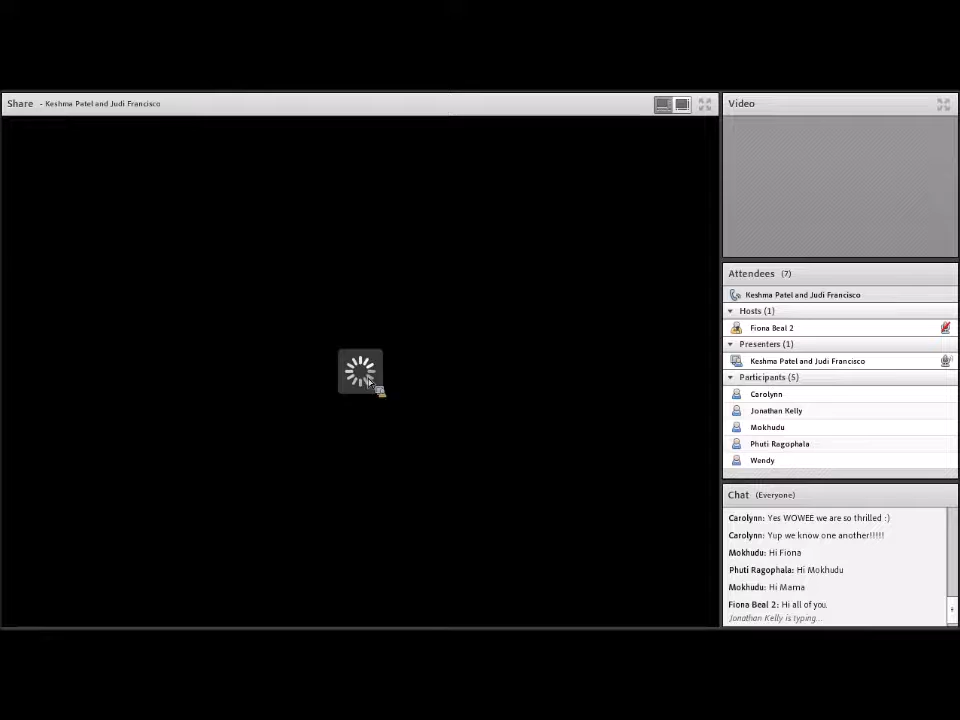 Share - Keshma Patel and Judi Francisco
Video
Attendees (7)
Keshma Patel and Judi Francisco
Hosts (1)
Fiona Beal 2
Presenters (1)
Keshma Patel and Judi Francisco
Participants (5)
Carolynn
Jonathan Kelly
Mokhudu
Phuti Ragophala
Wendy
Chat (Everyone)
Carolynn: Yes WOWEE we are so thrilled :)
Carolynn: Yup we know one another!!!!!
Mokhudu: Hi Fiona
Phuti Ragophala: Hi Mokhudu
Mokhudu: Hi Mama
Fiona Beal 2: Hi all of you.
Jonathan Kelly is typing...